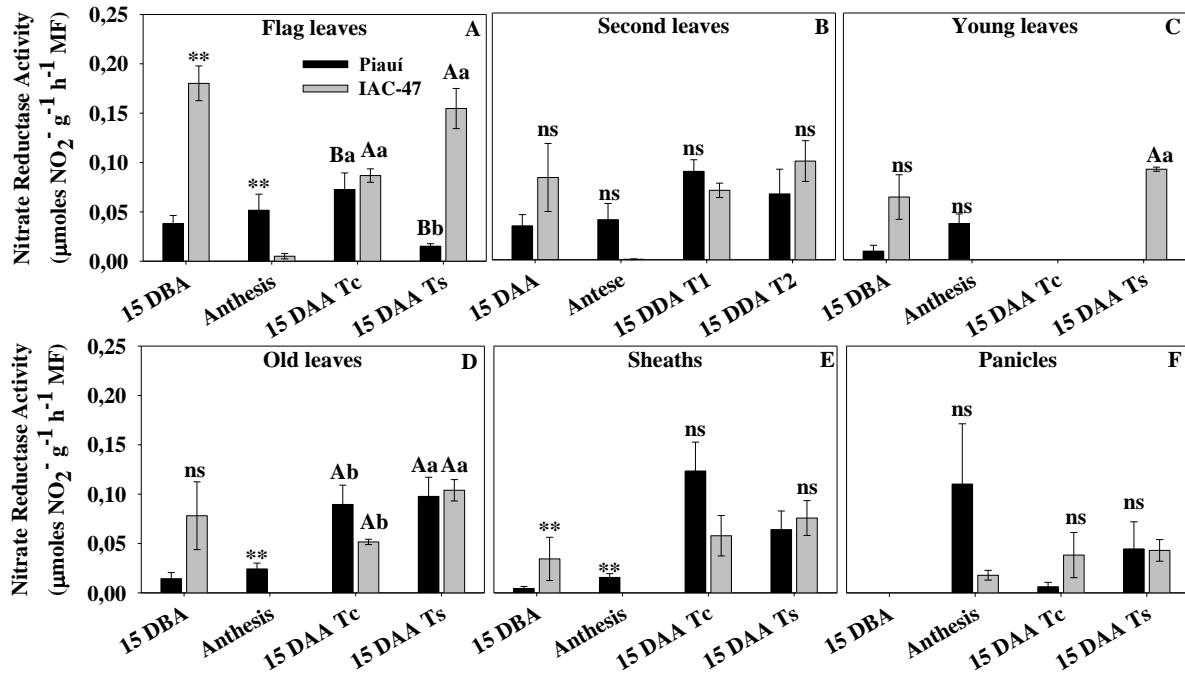 Nitrate Reductase Activity
(µmoles NO2- g-1 h-1 MF)
0,25
0,20
0,15
0,10
0,05
0,00
Flag leaves
A
Piauí
IAC-47
**
**
Ba
Aa
Bb
Aa
15 DBA
Anthesis
15 DAA Tc
15 DAA Ts
Second leaves
B
ns
ns
ns
ns
15 DAA
Antese
15 DDA T1
15 DDA T2
Young leaves
C
ns
ns
Aa
15 DBA
Anthesis
15 DAA Tc
15 DAA Ts
Nitrate Reductase Activity
(µmoles NO2- g-1 h-1 MF)
0,25
0,20
0,15
0,10
0,05
0,00
Old leaves
D
ns
**
Ab
Ab
Aa
Aa
15 DBA
Anthesis
15 DAA Tc
15 DAA Ts
Sheaths
E
**
**
ns
ns
15 DBA
Anthesis
15 DAA Tc
15 DAA Ts
Panicles
F
ns
ns
ns
15 DBA
Anthesis
15 DAA Tc
15 DAA Ts